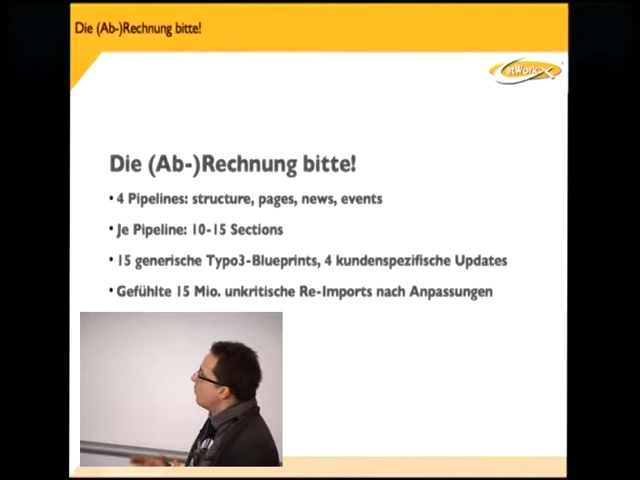 Die (Ab-)Rechnung bitte!
atWork
Die (Ab-)Rechnung bitte!
• 4 Pipelines: structure, pages, news, events
• Je Pipeline: 10-15 Sections
• 15 generische Typo3-Blueprints, 4 kundenspezifische Updates
• Gefühlte 15 Mio. unkritische Re-Imports nach Anpassungen